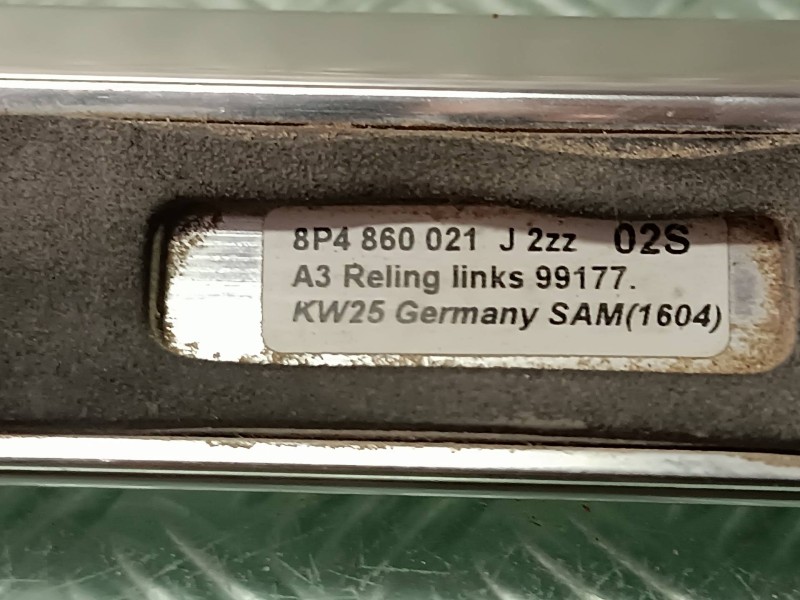 8P4 860 021 J 2zz 02S
A3 Reling links 99177.
KW25 Germany SAM(1604)